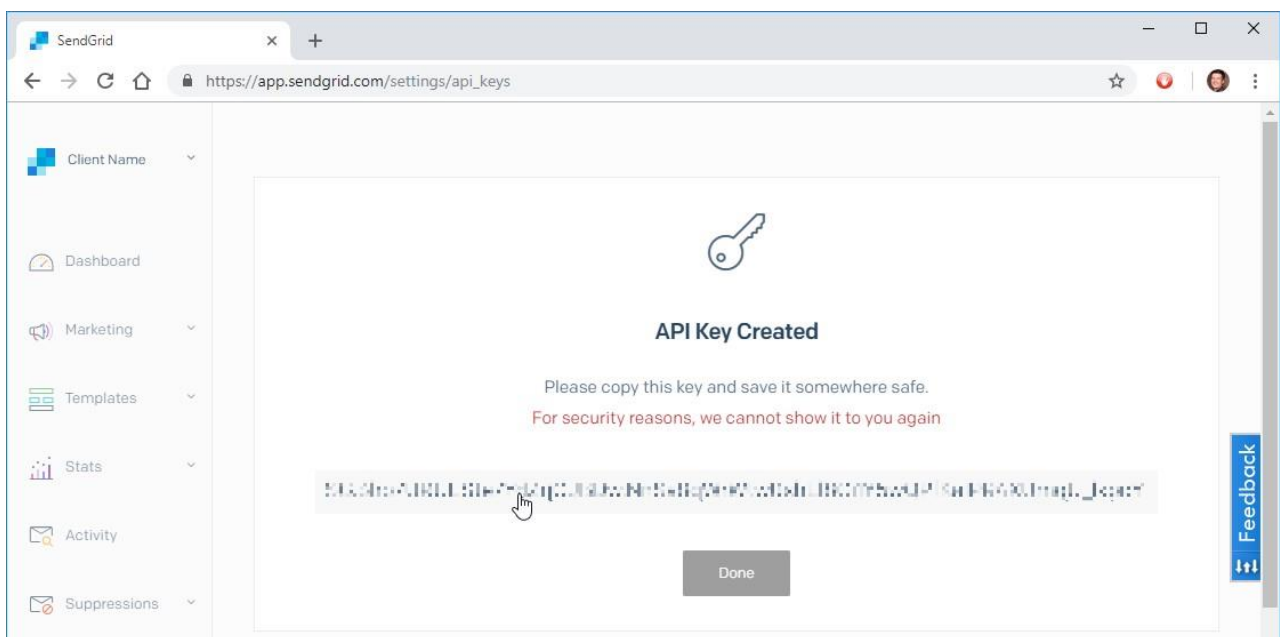 SendGrid
https://app.sendgrid.com/settings/api_keys
Client Name
Dashboard
Marketing
Templates
Stats
Activity
Suppressions
API Key Created
Please copy this key and save it somewhere safe.
For security reasons, we cannot show it to you again
Done
Feedback